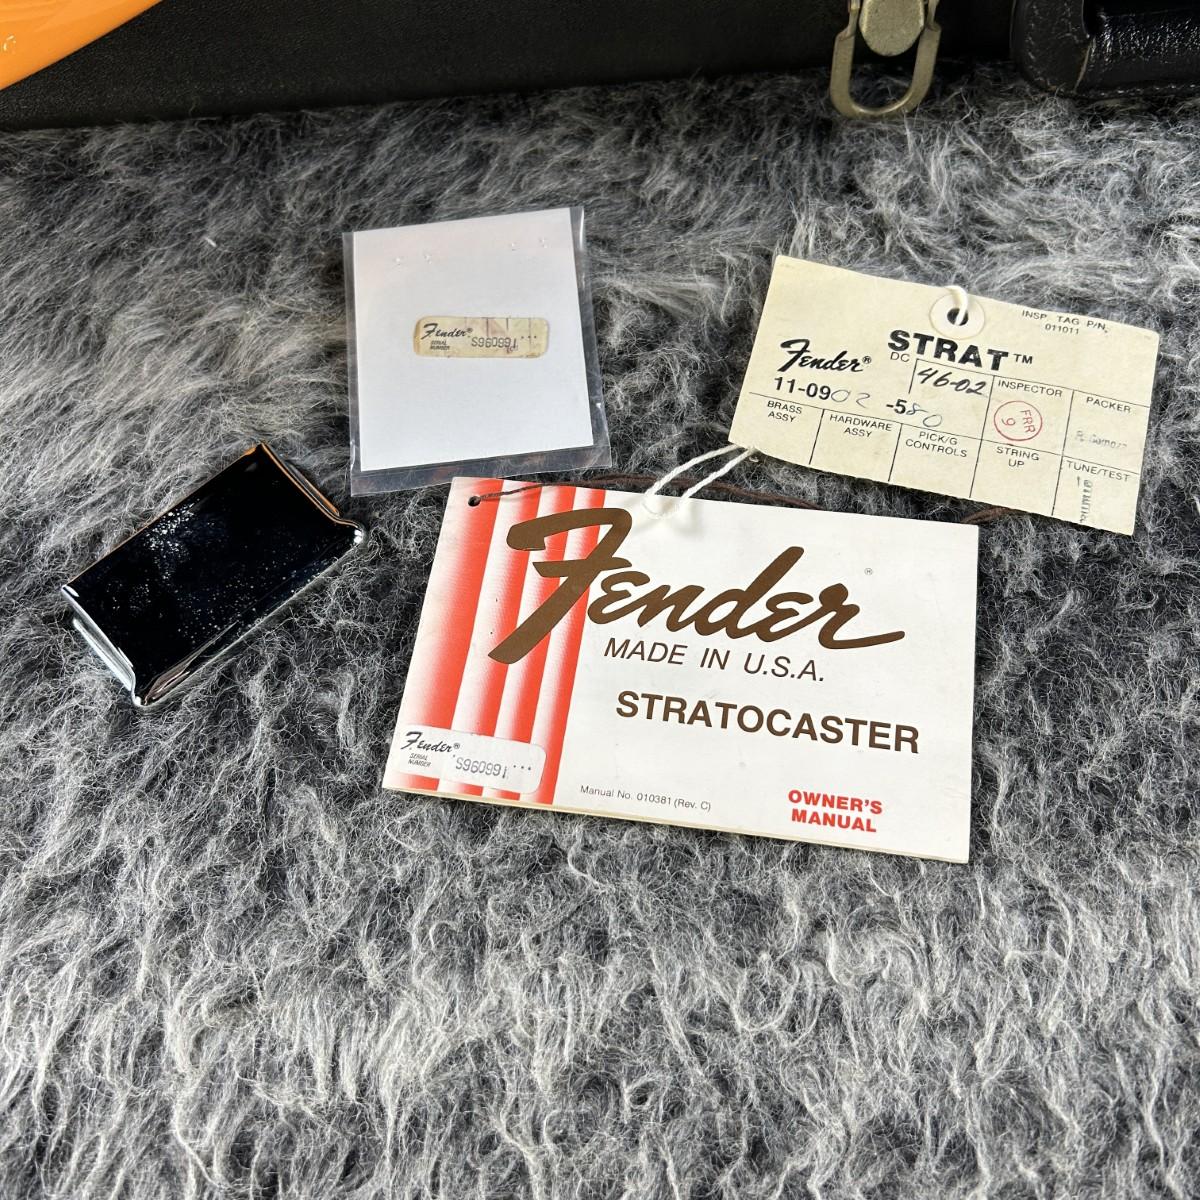 Fender®
SERIAL
NUMBER
S960991
INSP. TAG P/N.
011011
STRAT™
Fender®
DC
46-02
11-0902 -580
INSPECTOR
PACKER
FRR
9
BRASS
ASSY
HARDWARE
ASSY
PICK/G
CONTROLS
STRING
UP
TUNE/TEST
Fender®
MADE IN U.S.A.
STRATOCASTER
Fender®
SERIAL
NUMBER
S960991
Manual No. 010381 (Rev. C)
OWNER'S
MANUAL